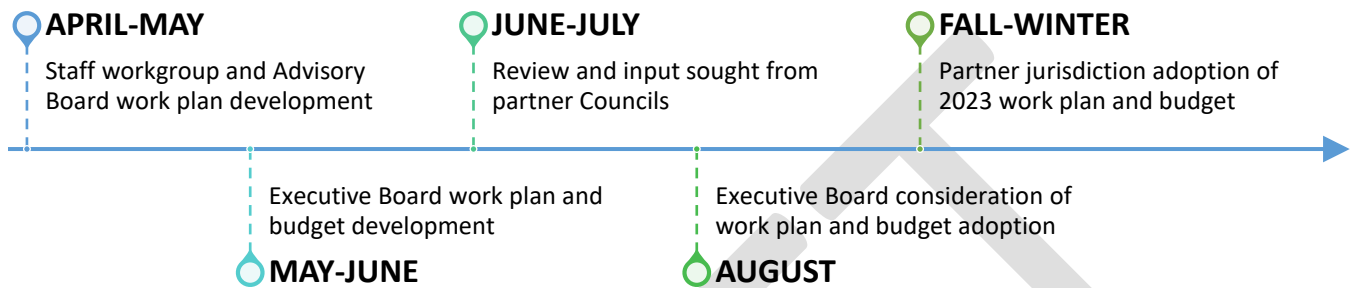 APRIL-MAY
Staff workgroup and Advisory
Board work plan development
JUNE-JULY
Review and input sought from
partner Councils
FALL-WINTER
Partner jurisdiction adoption of
2023 work plan and budget
Executive Board work plan and
budget development
MAY-JUNE
Executive Board consideration of
work plan and budget adoption
AUGUST